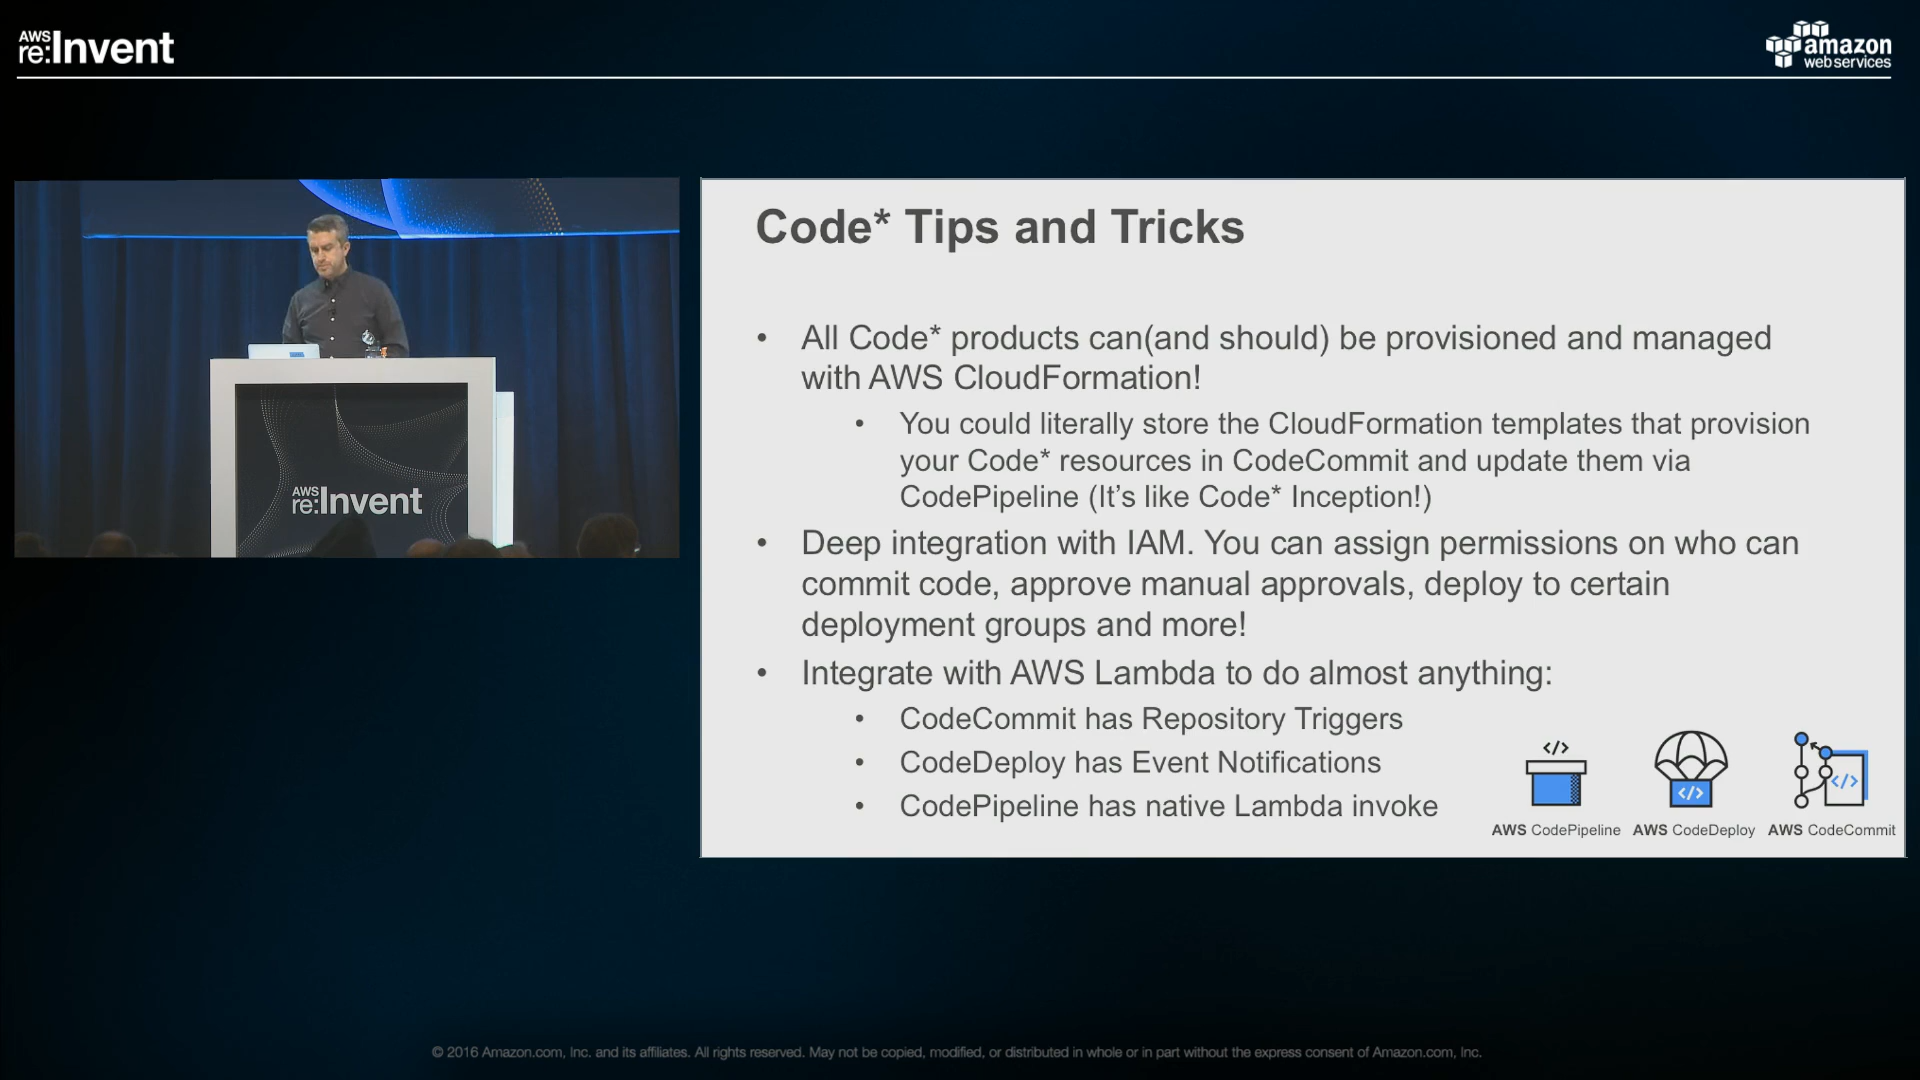 AWS
re:Invent
amazon
web services
Code* Tips and Tricks
• All Code* products can(and should) be provisioned and managed
with AWS CloudFormation!
• You could literally store the CloudFormation templates that provision
your Code* resources in CodeCommit and update them via
CodePipeline (It’s like Code* Inception!)
• Deep integration with IAM. You can assign permissions on who can
commit code, approve manual approvals, deploy to certain
deployment groups and more!
• Integrate with AWS Lambda to do almost anything:
• CodeCommit has Repository Triggers
• CodeDeploy has Event Notifications
• CodePipeline has native Lambda invoke
</>
</>
</>
AWS CodePipeline
AWS CodeDeploy
AWS CodeCommit
AWS
re:Invent
© 2016 Amazon.com, Inc. and its affiliates. All rights reserved. May not be copied, modified, or distributed in whole or in part without the express consent of Amazon.com, Inc.